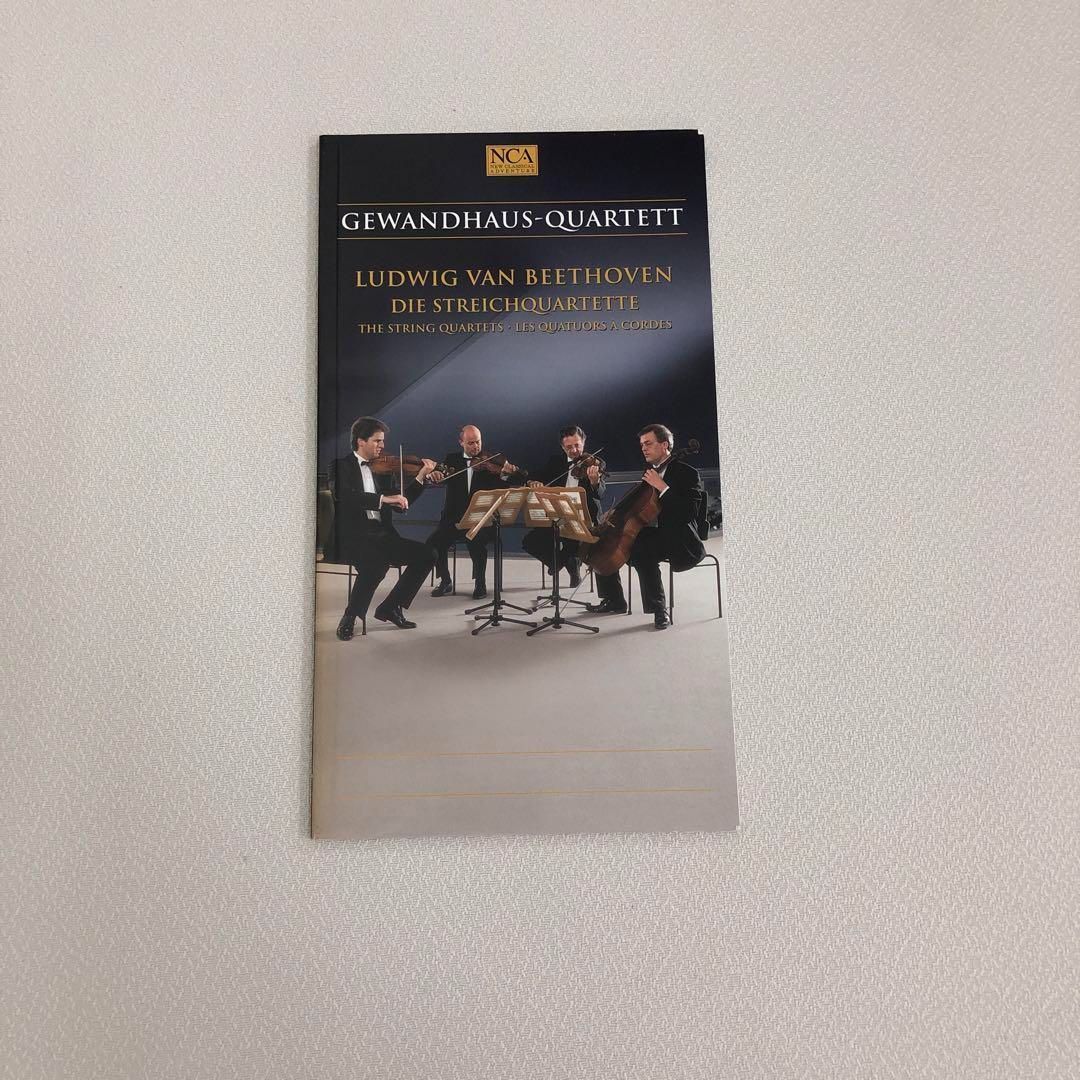 NCA
NEW CLASSICAL
ADVENTURE
GEWANDHAUS-QUARTETT
LUDWIG VAN BEETHOVEN
DIE STREICHQUARTETTE
THE STRING QUARTETS · LES QUATUORS A CORDES